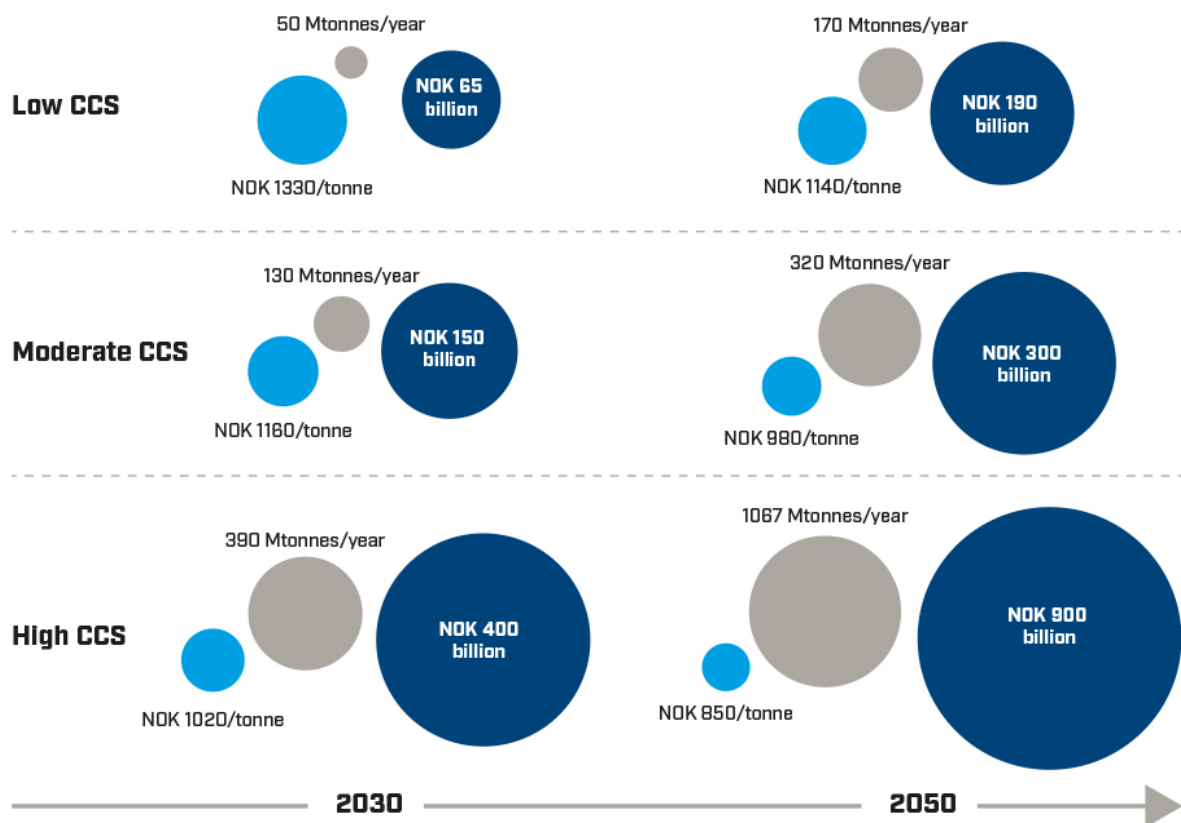 50 Mtonnes/year
170 Mtonnes/year
Low CCS
NOK 65
billion
NOK 190
billion
NOK 1330/tonne
NOK 1140/tonne
130 Mtonnes/year
320 Mtonnes/year
Moderate CCS
NOK 150
billion
NOK 300
billion
NOK 1160/tonne
NOK 980/tonne
390 Mtonnes/year
1067 Mtonnes/year
High CCS
NOK 400
billion
NOK 900
billion
NOK 1020/tonne
NOK 850/tonne
2030
2050